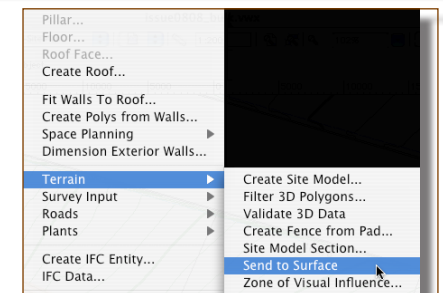 Pillar...
Floor...
Roof Face...
Create Roof...
Fit Walls To Roof...
Create Polys from Walls...
Space Planning
Dimension Exterior Walls...
Terrain
Survey Input
Roads
Plants
Create IFC Entity...
IFC Data...
Create Site Model...
Filter 3D Polygons...
Validate 3D Data
Create Fence from Pad...
Site Model Section...
Send to Surface
Zone of Visual Influence...